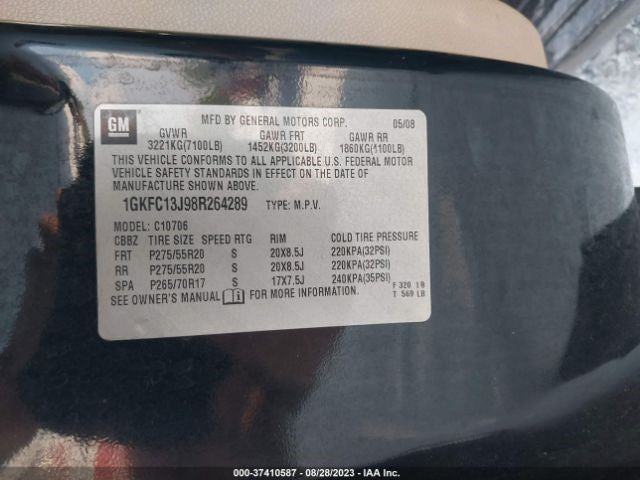 GM
MFD BY GENERAL MOTORS CORP. 05/08
GVWR GAWR FRT GAWR RR
3221KG(7100LB) 1452KG(3200LB) 1860KG(4100LB)
THIS VEHICLE CONFORMS TO ALL APPLICABLE U.S. FEDERAL MOTOR
VEHICLE SAFETY STANDARDS IN EFFECT ON THE DATE OF
MANUFACTURE SHOWN ABOVE.
1GKFC13J98R264289 TYPE: M.P.V.
MODEL: C10706
CBBZ TIRE SIZE SPEED RTG RIM COLD TIRE PRESSURE
FRT P275/55R20 S 20X8.5J 220KPA(32PSI)
RR P275/55R20 S 20X8.5J 220KPA(32PSI)
SPA P265/70R17 S 17X7.5J 240KPA(35PSI)
SEE OWNER'S MANUAL FOR MORE INFORMATION.
F 320 LB
T 569 LB
000-37410587 - 08/28/2023 - IAA Inc.